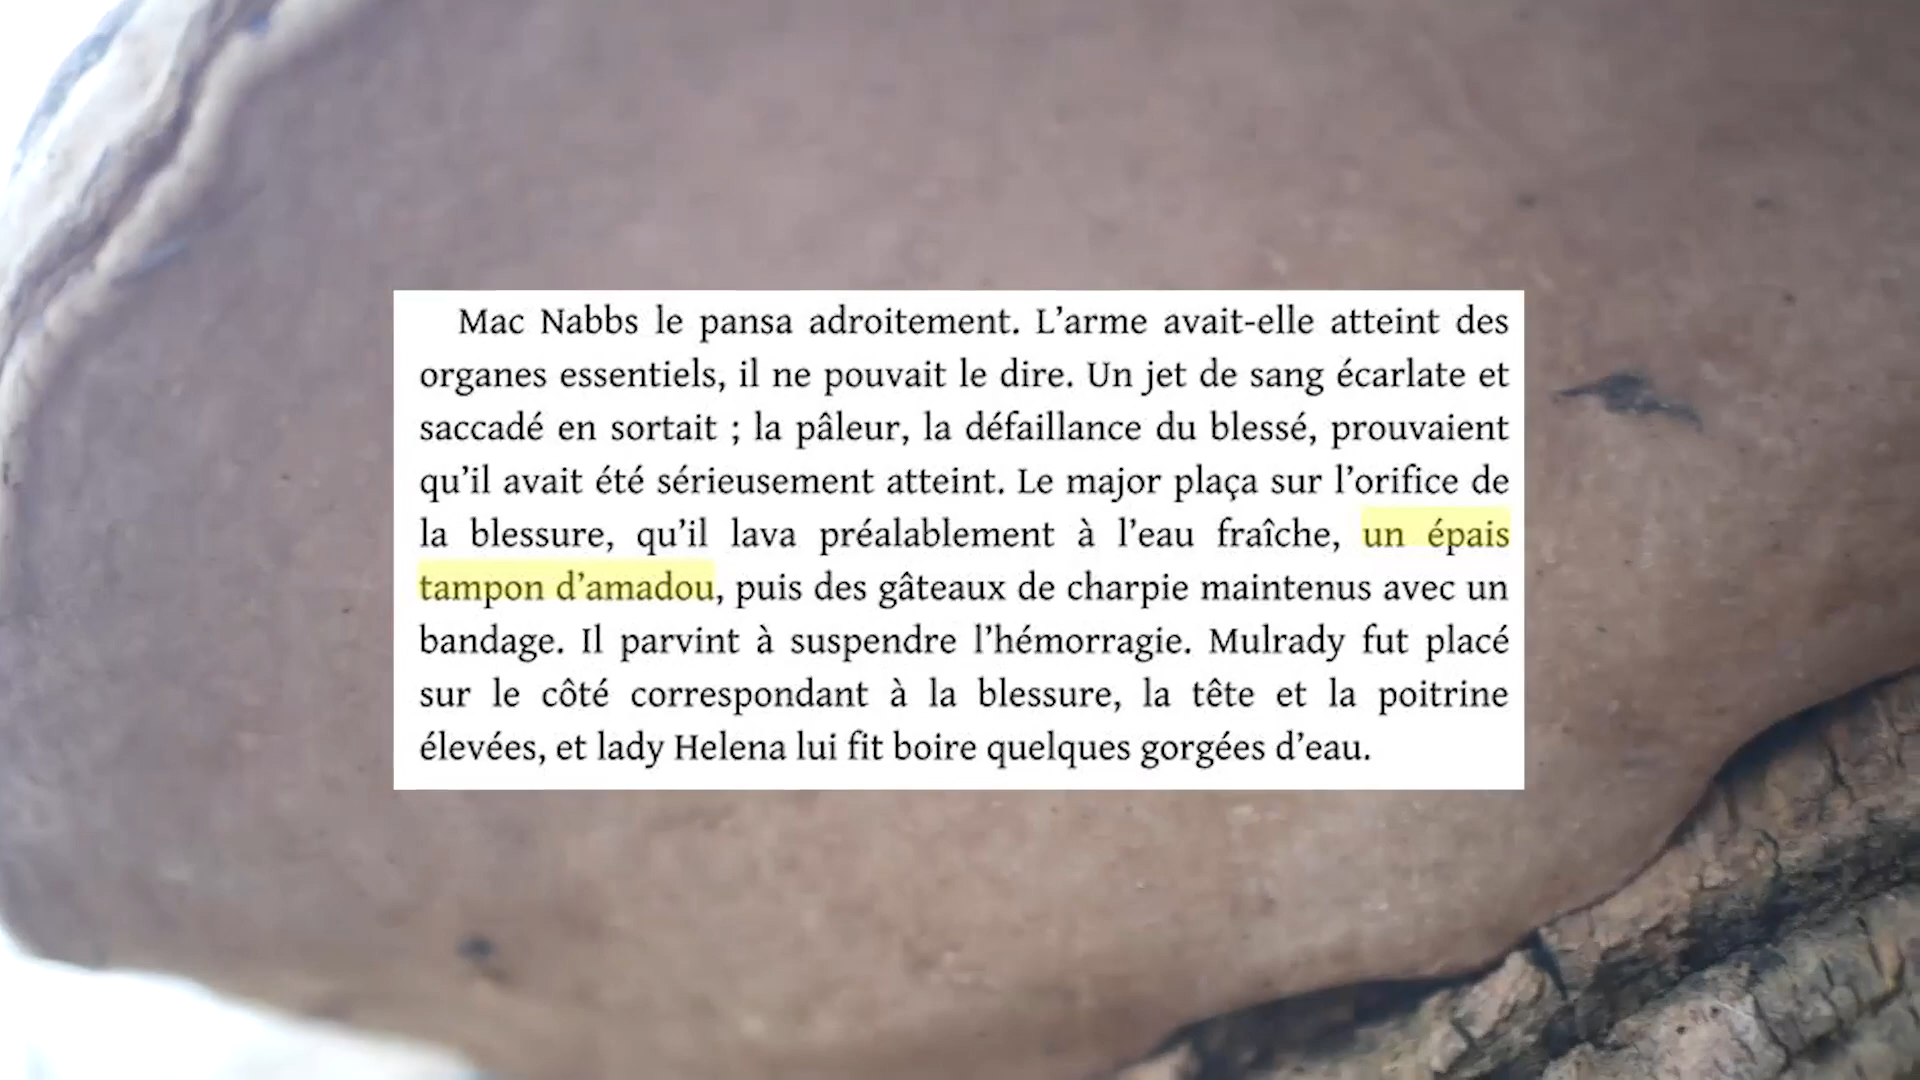 Mac Nabbs le pansa adroitement. L’arme avait-elle atteint des
organes essentiels, il ne pouvait le dire. Un jet de sang écarlate et
saccadé en sortait ; la pâleur, la défaillance du blessé, prouvaient
qu’il avait été sérieusement atteint. Le major plaça sur l’orifice de
la blessure, qu’il lava préalablement à l’eau fraîche, un épais
tampon d’amadou, puis des gâteaux de charpie maintenus avec un
bandage. Il parvint à suspendre l’hémorragie. Mulrady fut placé
sur le côté correspondant à la blessure, la tête et la poitrine
élevées, et lady Helena lui fit boire quelques gorgées d’eau.